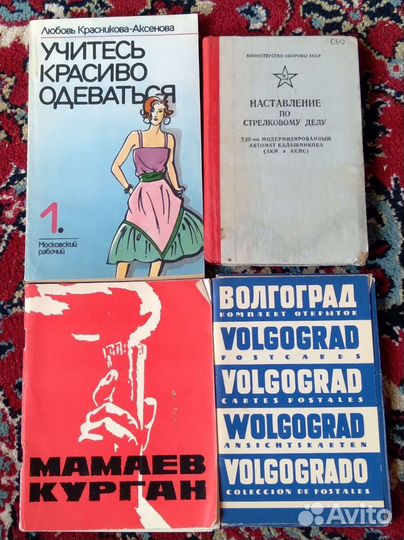 Любовь Красникова-Аксенова
УЧИТЕСЬ
КРАСИВО
ОДЕВАТЬСЯ
1.
Московский
рабочий
МИНИСТЕРСТВО ОБОРОНЫ СССР
НАСТАВЛЕНИЕ
ПО
СТРЕЛКОВОМУ ДЕЛУ
7,62-мм МОДЕРНИЗИРОВАННЫЙ
АВТОМАТ КАЛАШНИКОВА
(АКМ и АКМС)
МАМАЕВ
КУРГАН
ВОЛГОГРАД
КОМПЛЕКТ ОТКРЫТОК
VOLGOGRAD
POSTCARDS
VOLGOGRAD
CARTES POSTALES
WOLGOGRAD
ANSICHTSKARTEN
VOLGOGRADO
COLECCION DE POSTALES
Avito